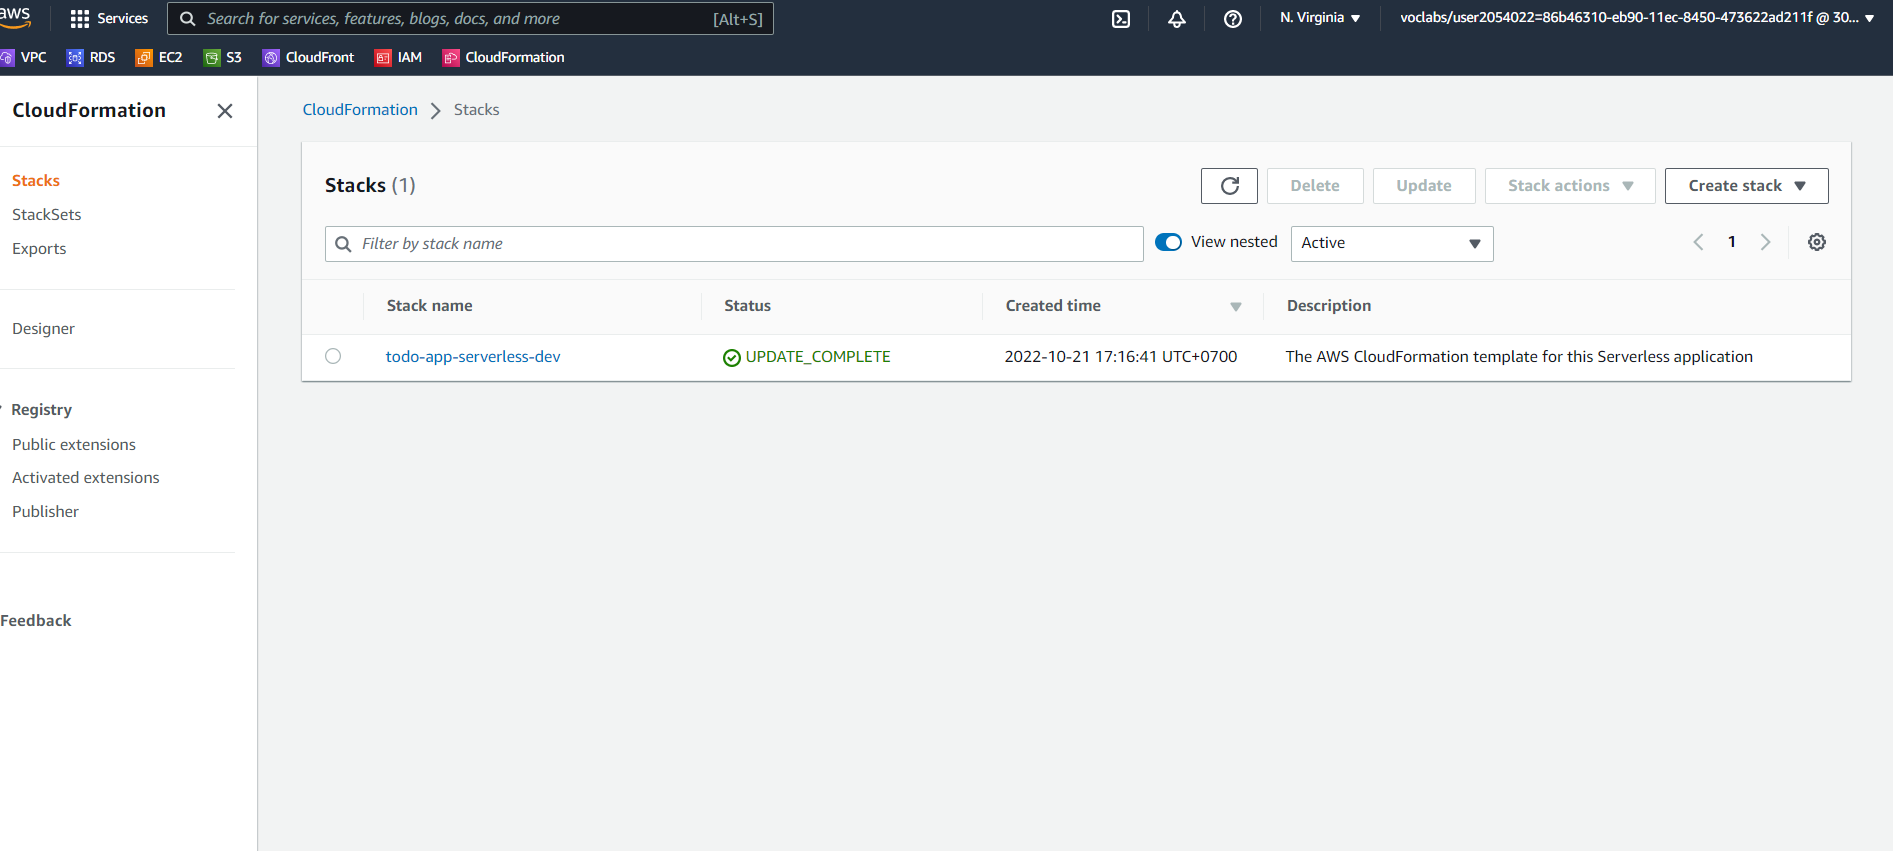 aws Services Search for services, features, blogs, docs, and more [Alt+S] N. Virginia voclabs/user2054022=86b46310-eb90-11ec-8450-473622ad211f @ 30...
VPC RDS EC2 S3 CloudFront IAM CloudFormation
CloudFormation
Stacks
StackSets
Exports
Designer
Registry
Public extensions
Activated extensions
Publisher
Feedback
CloudFormation Stacks
Stacks (1) Delete Update Stack actions Create stack
Filter by stack name View nested Active 1
Stack name Status Created time Description
todo-app-serverless-dev UPDATE_COMPLETE 2022-10-21 17:16:41 UTC+0700 The AWS CloudFormation template for this Serverless application